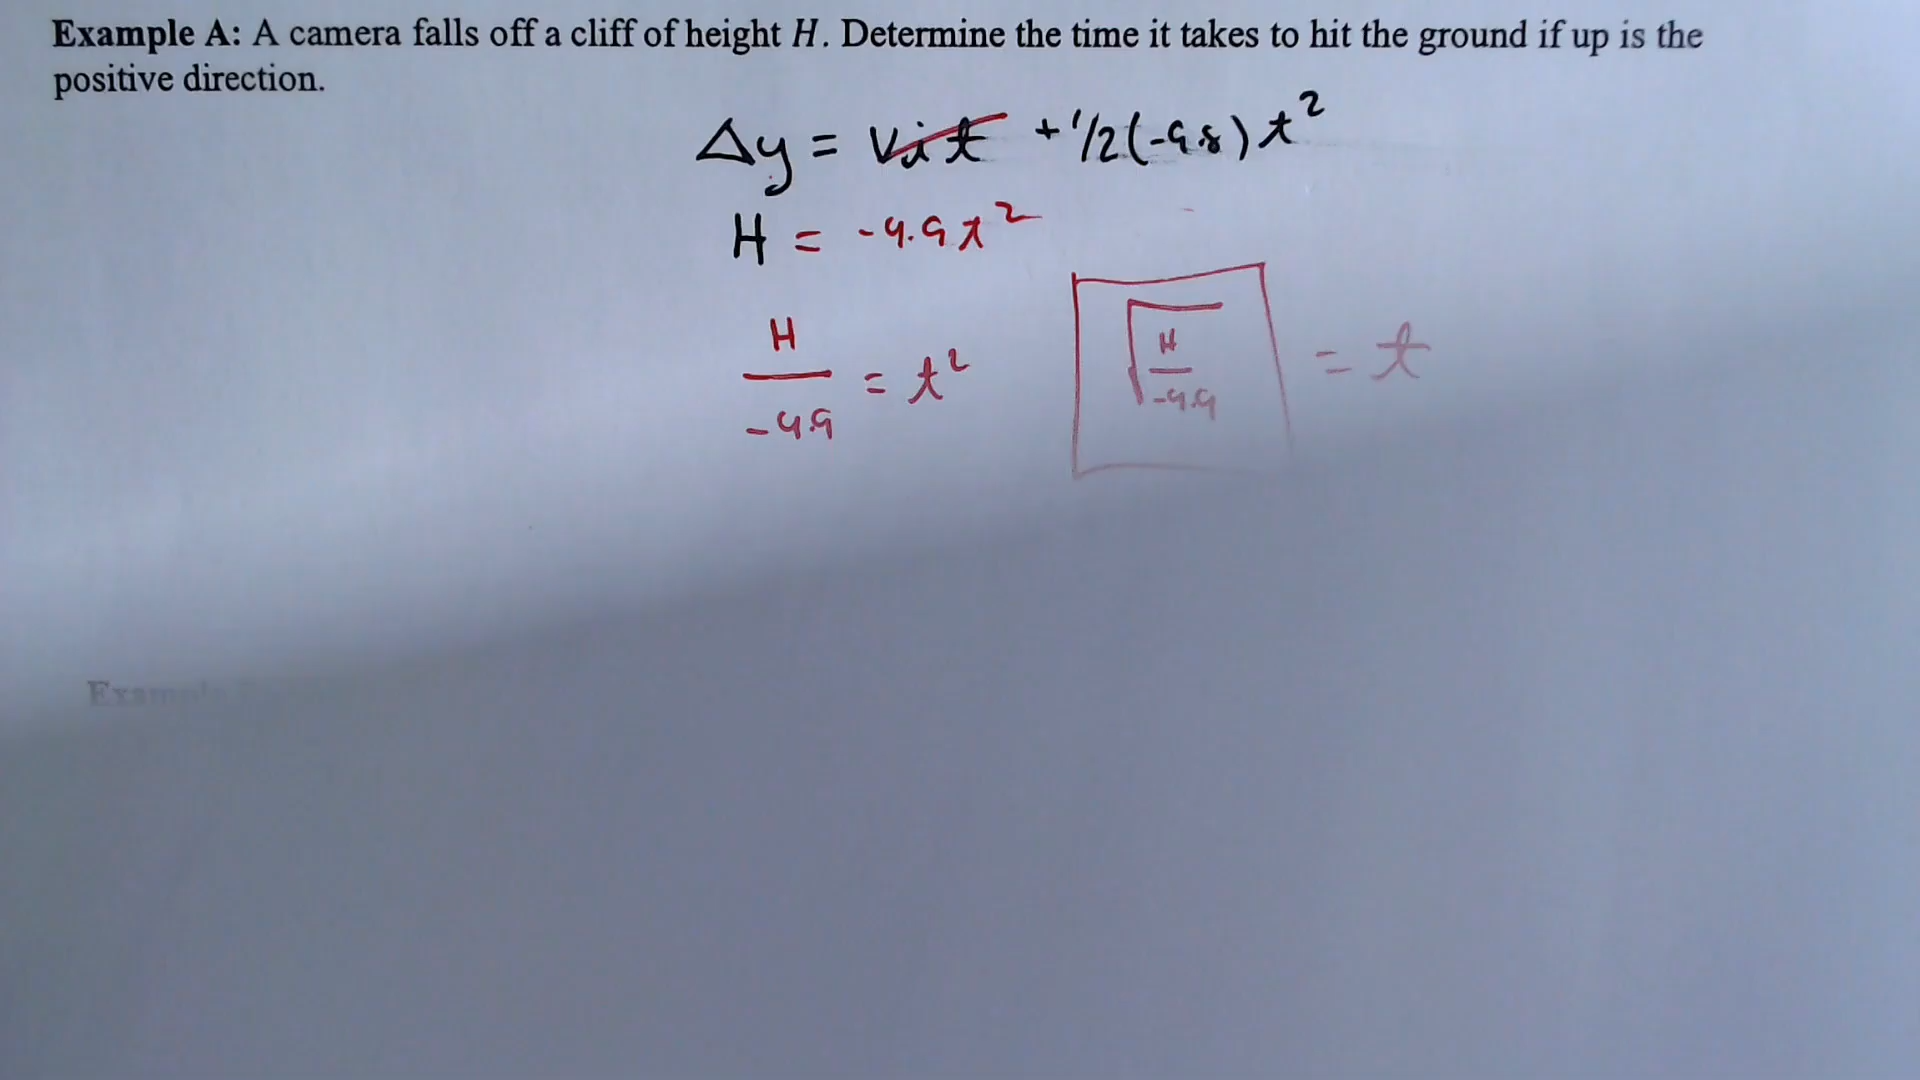 Example A: A camera falls off a cliff of height H. Determine the time it takes to hit the ground if up is the
positive direction.
Δy = vit + 1/2(-9.8)t²
H = -4.9t²
H/-4.9 = t²
√(H/-4.9) = t
Example